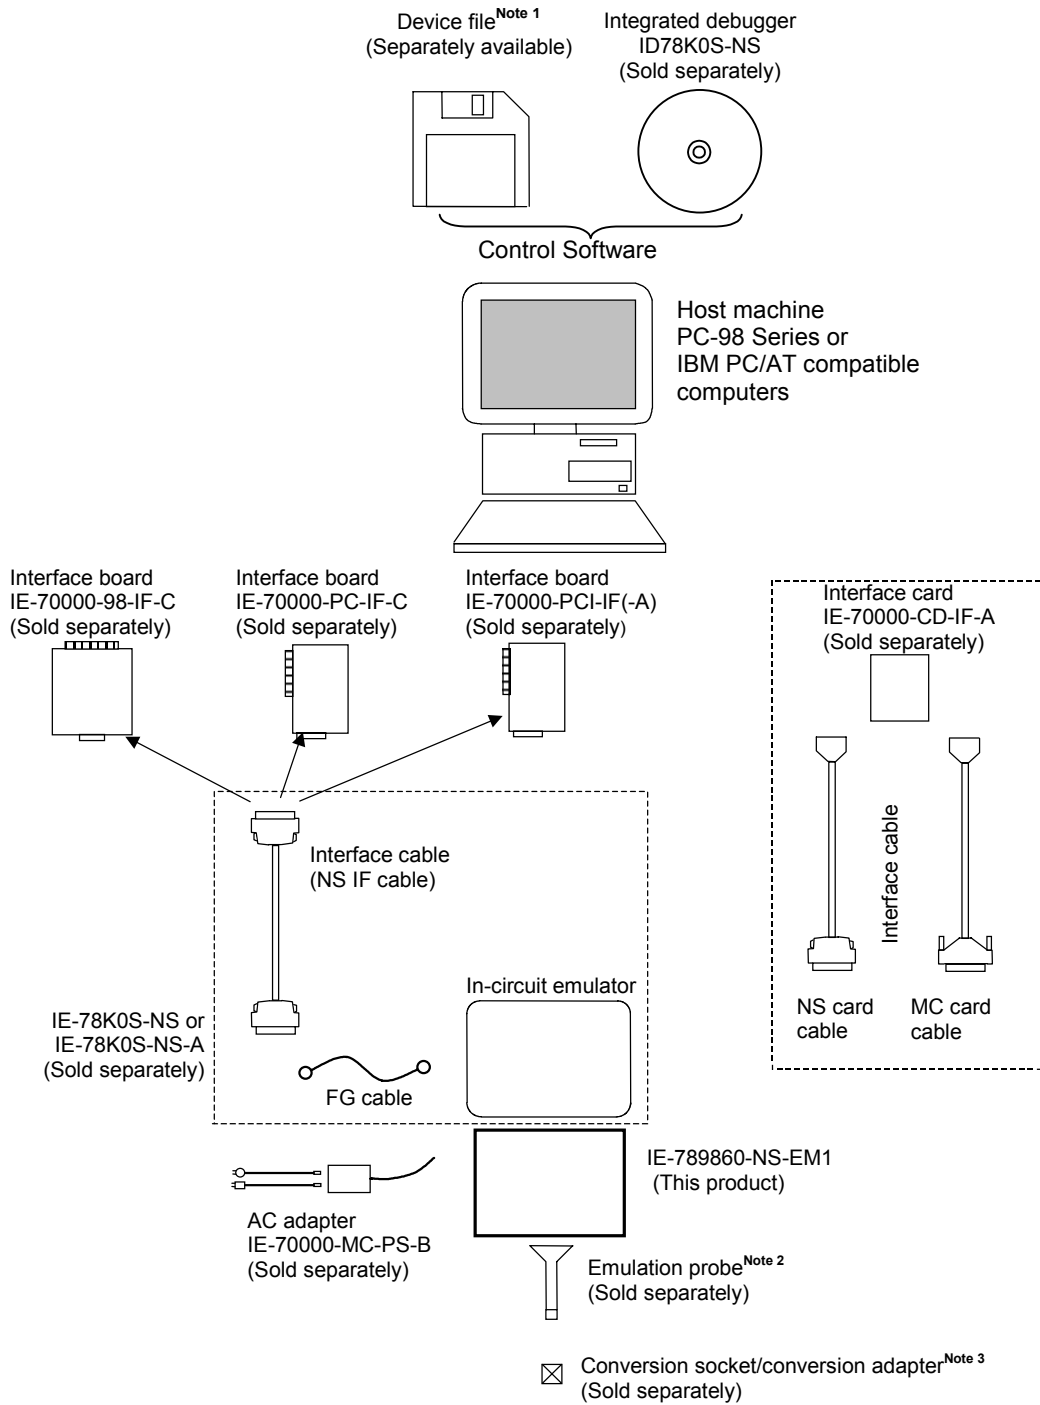 Device file Note 1
(Separately available)
Integrated debugger
ID78K0S-NS
(Sold separately)
Control Software
Host machine
PC-98 Series or
IBM PC/AT compatible
computers
Interface board
IE-70000-98-IF-C
(Sold separately)
Interface board
IE-70000-PC-IF-C
(Sold separately)
Interface board
IE-70000-PCI-IF(-A)
(Sold separately)
Interface card
IE-70000-CD-IF-A
(Sold separately)
Interface cable
(NS IF cable)
Interface cable
NS card
cable
MC card
cable
In-circuit emulator
IE-78K0S-NS or
IE-78K0S-NS-A
(Sold separately)
FG cable
IE-789860-NS-EM1
(This product)
AC adapter
IE-70000-MC-PS-B
(Sold separately)
Emulation probe Note 2
(Sold separately)
Conversion socket/conversion adapter Note 3
(Sold separately)